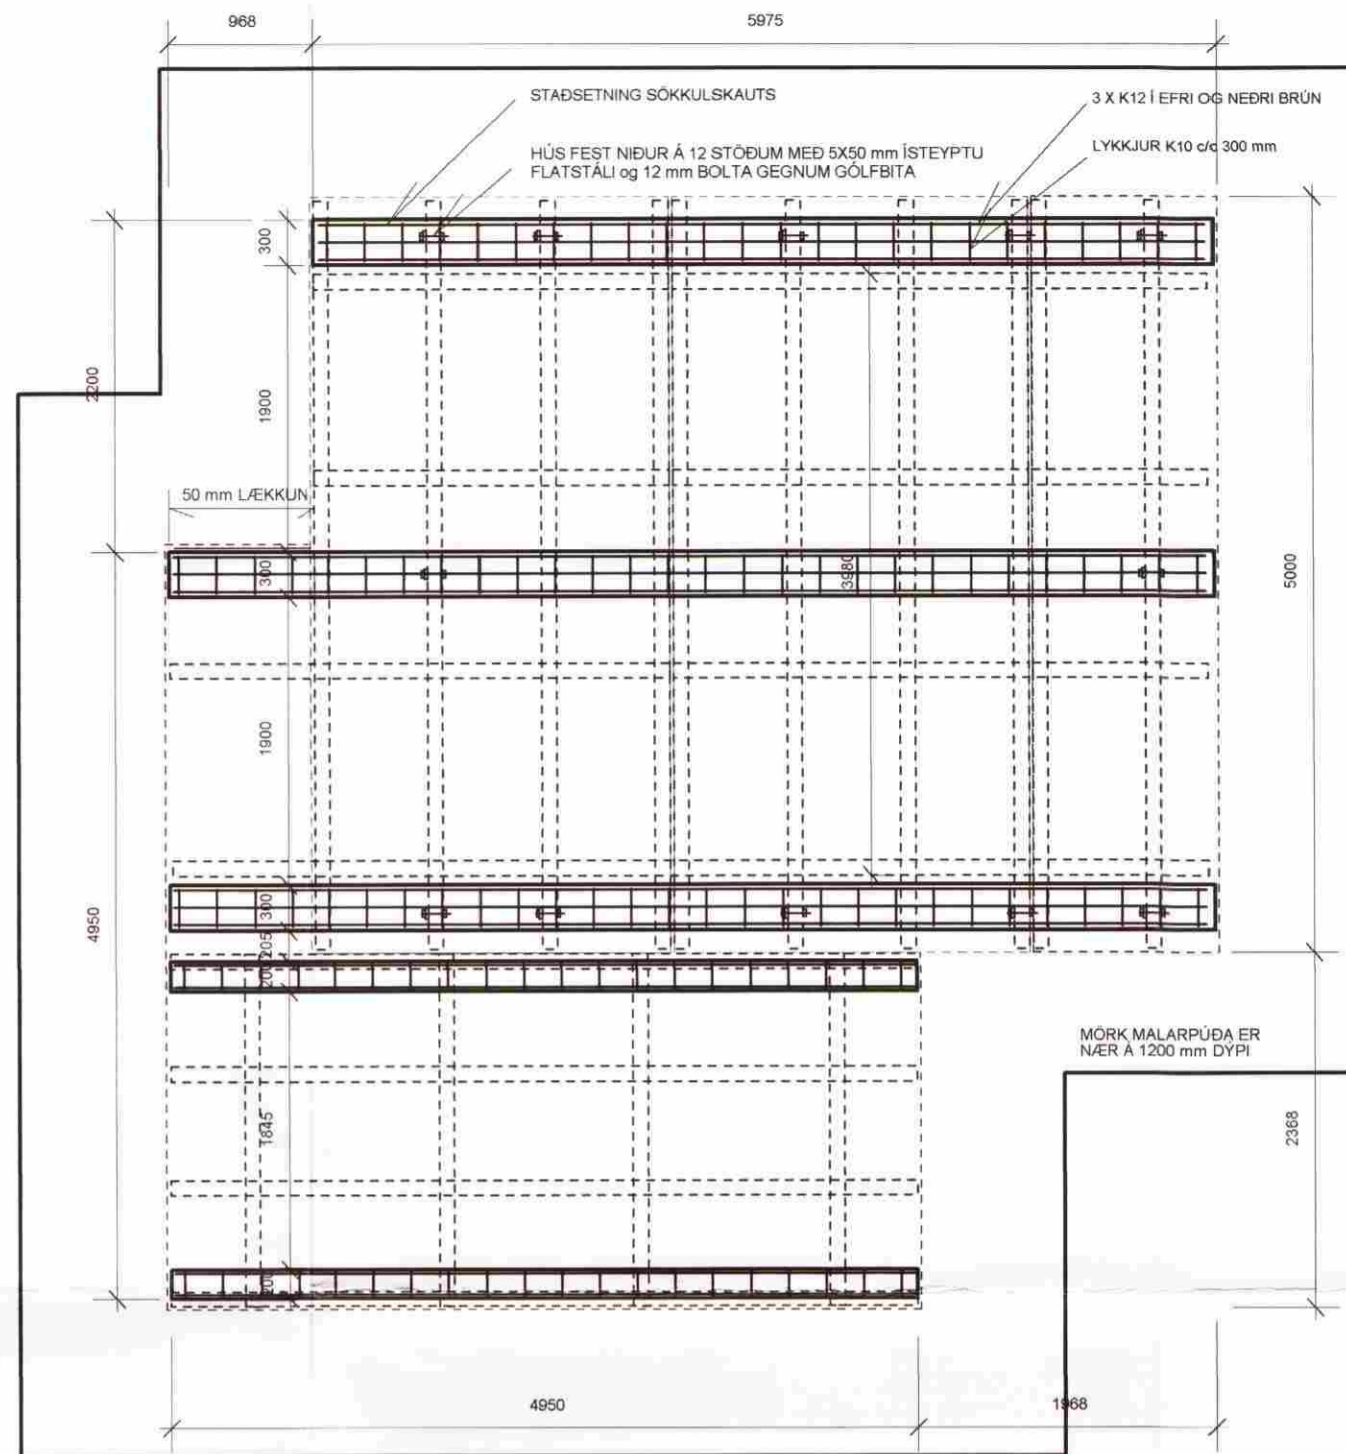 968
5975
STAÐSETNING SÖKKULSKAUTS
3 X K12 Í EFRI OG NEÐRI BRÚN
HÚS FEST NIÐUR Á 12 STÖÐUM MEÐ 5X50 mm ÍSTEYPTU
FLATSTÁLI og 12 mm BOLTA GEGNUM GÓLFBITA
LYKKJUR K10 c/c 300 mm
300
2200
1900
50 mm LÆKKUN
300
3980
5000
1900
4950
300
205
200
MÖRK MALARPÚÐA ER
NÆR Á 1200 mm DÝPI
1845
2368
200
4950
1968